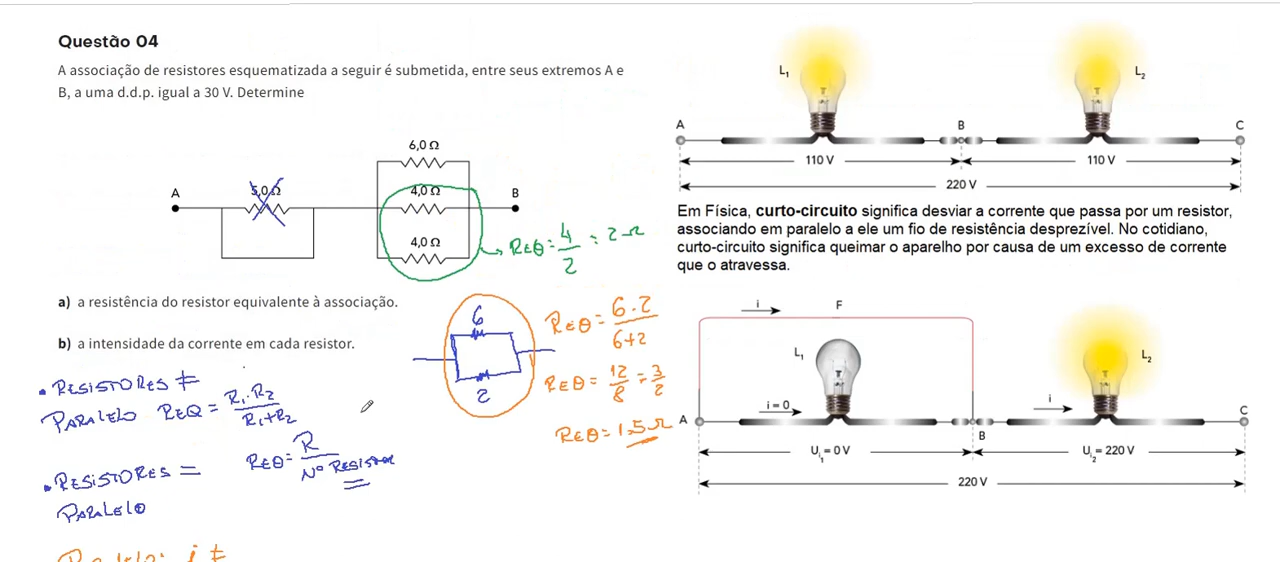 Questão 04
A associação de resistores esquematizada a seguir é submetida, entre seus extremos A e
B, a uma d.d.p. igual a 30 V. Determine
6,0 Ω
A
5,0 Ω
4,0 Ω
B
4,0 Ω
REQ = 4/2 = 2 Ω
a) a resistência do resistor equivalente à associação.
b) a intensidade da corrente em cada resistor.
6
2
REQ = 6.2/6+2
REQ = 12/8 = 3/2
REQ = 1.5 Ω
• RESISTORES ≠
PARALELO REQ = R1.R2/R1+R2
• RESISTORES =
PARALELO
REQ = R/Nº RESISTOR
i ≠
L1
L2
A
B
C
110 V
110 V
220 V
Em Física, curto-circuito significa desviar a corrente que passa por um resistor,
associando em paralelo a ele um fio de resistência desprezível. No cotidiano,
curto-circuito significa queimar o aparelho por causa de um excesso de corrente
que o atravessa.
i
F
L1
L2
A
i = 0
i
C
B
U1 = 0 V
U2 = 220 V
220 V